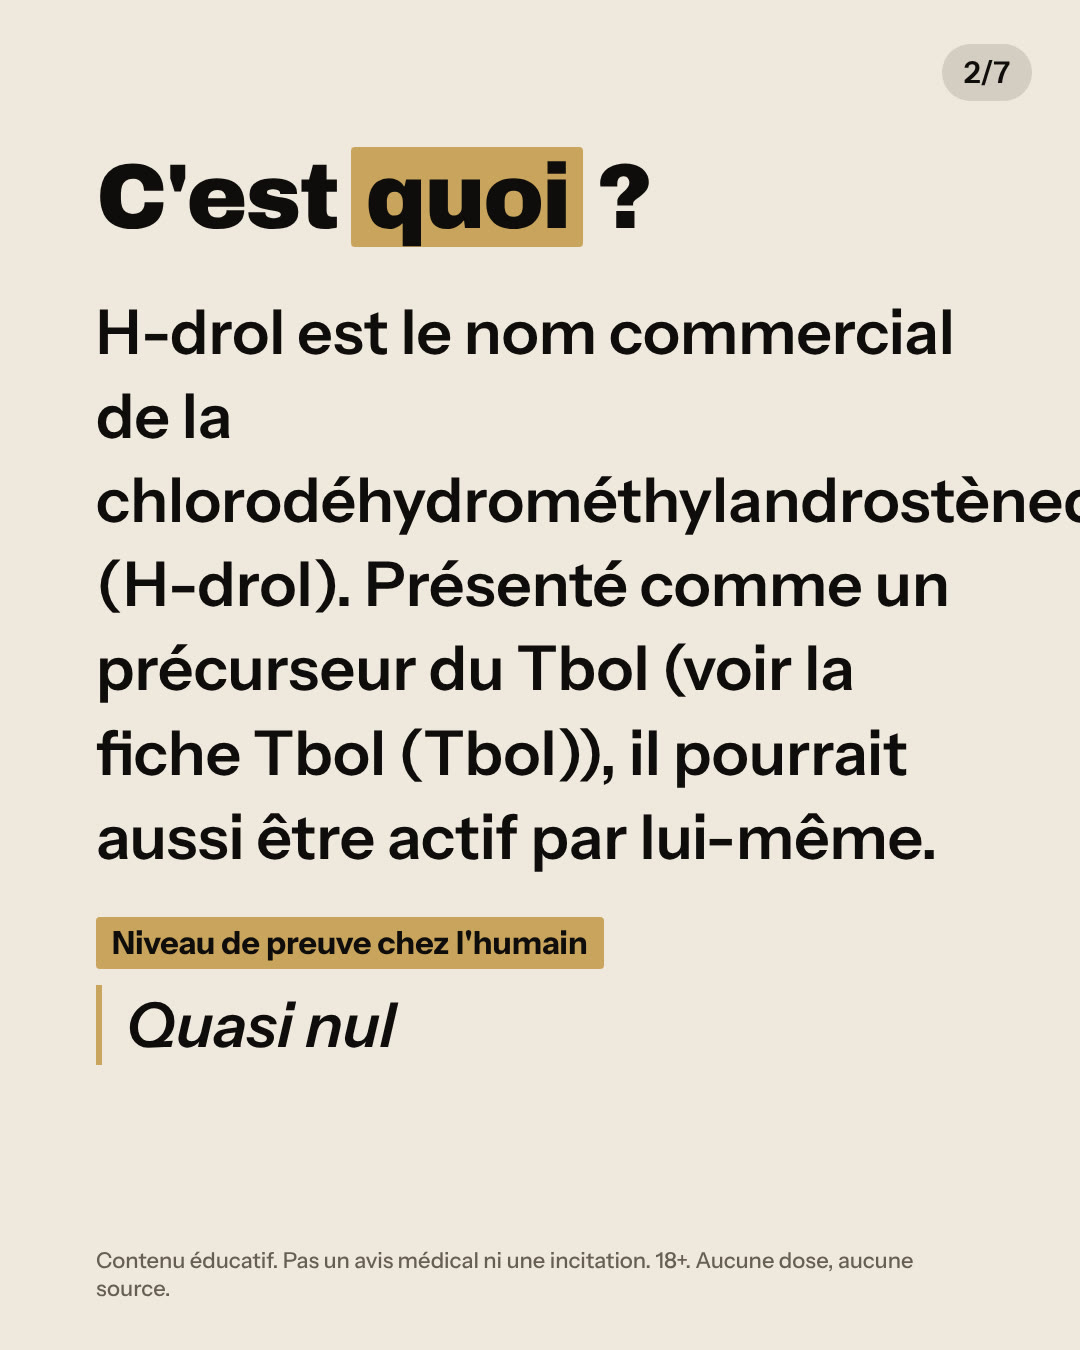 2/7
C'est quoi ?
H-drol est le nom commercial
de la
chlorodéhydrométhylandrostèned
(H-drol). Présenté comme un
précurseur du Tbol (voir la
fiche Tbol (Tbol)), il pourrait
aussi être actif par lui-même.
Niveau de preuve chez l'humain
Quasi nul
Contenu éducatif. Pas un avis médical ni une incitation. 18+. Aucune dose, aucune
source.